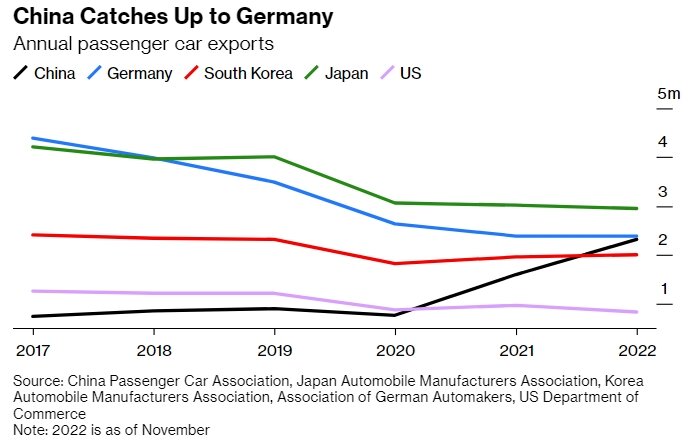 China Catches Up to Germany
Annual passenger car exports
China Germany South Korea Japan US
5m
4
3
2
1
2017 2018 2019 2020 2021 2022
Source: China Passenger Car Association, Japan Automobile Manufacturers Association, Korea
Automobile Manufacturers Association, Association of German Automakers, US Department of
Commerce
Note: 2022 is as of November